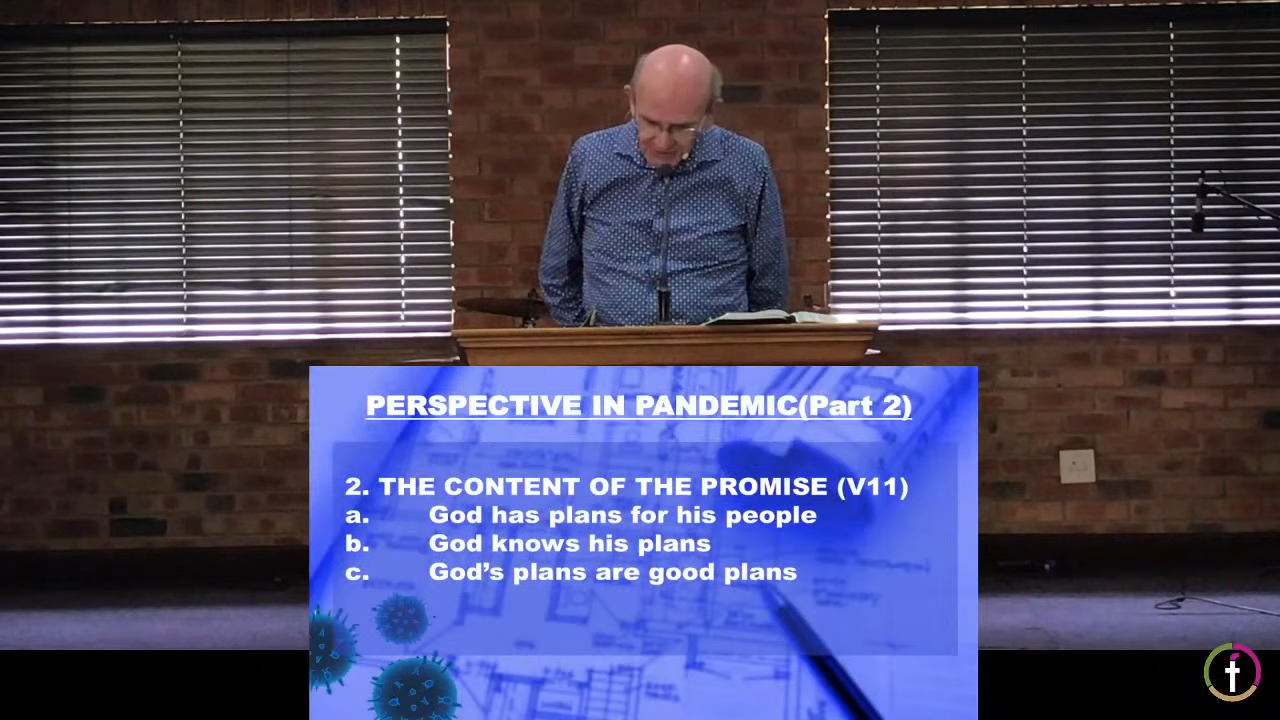 PERSPECTIVE IN PANDEMIC(Part 2)
2. THE CONTENT OF THE PROMISE (V11)
a. God has plans for his people
b. God knows his plans
c. God’s plans are good plans